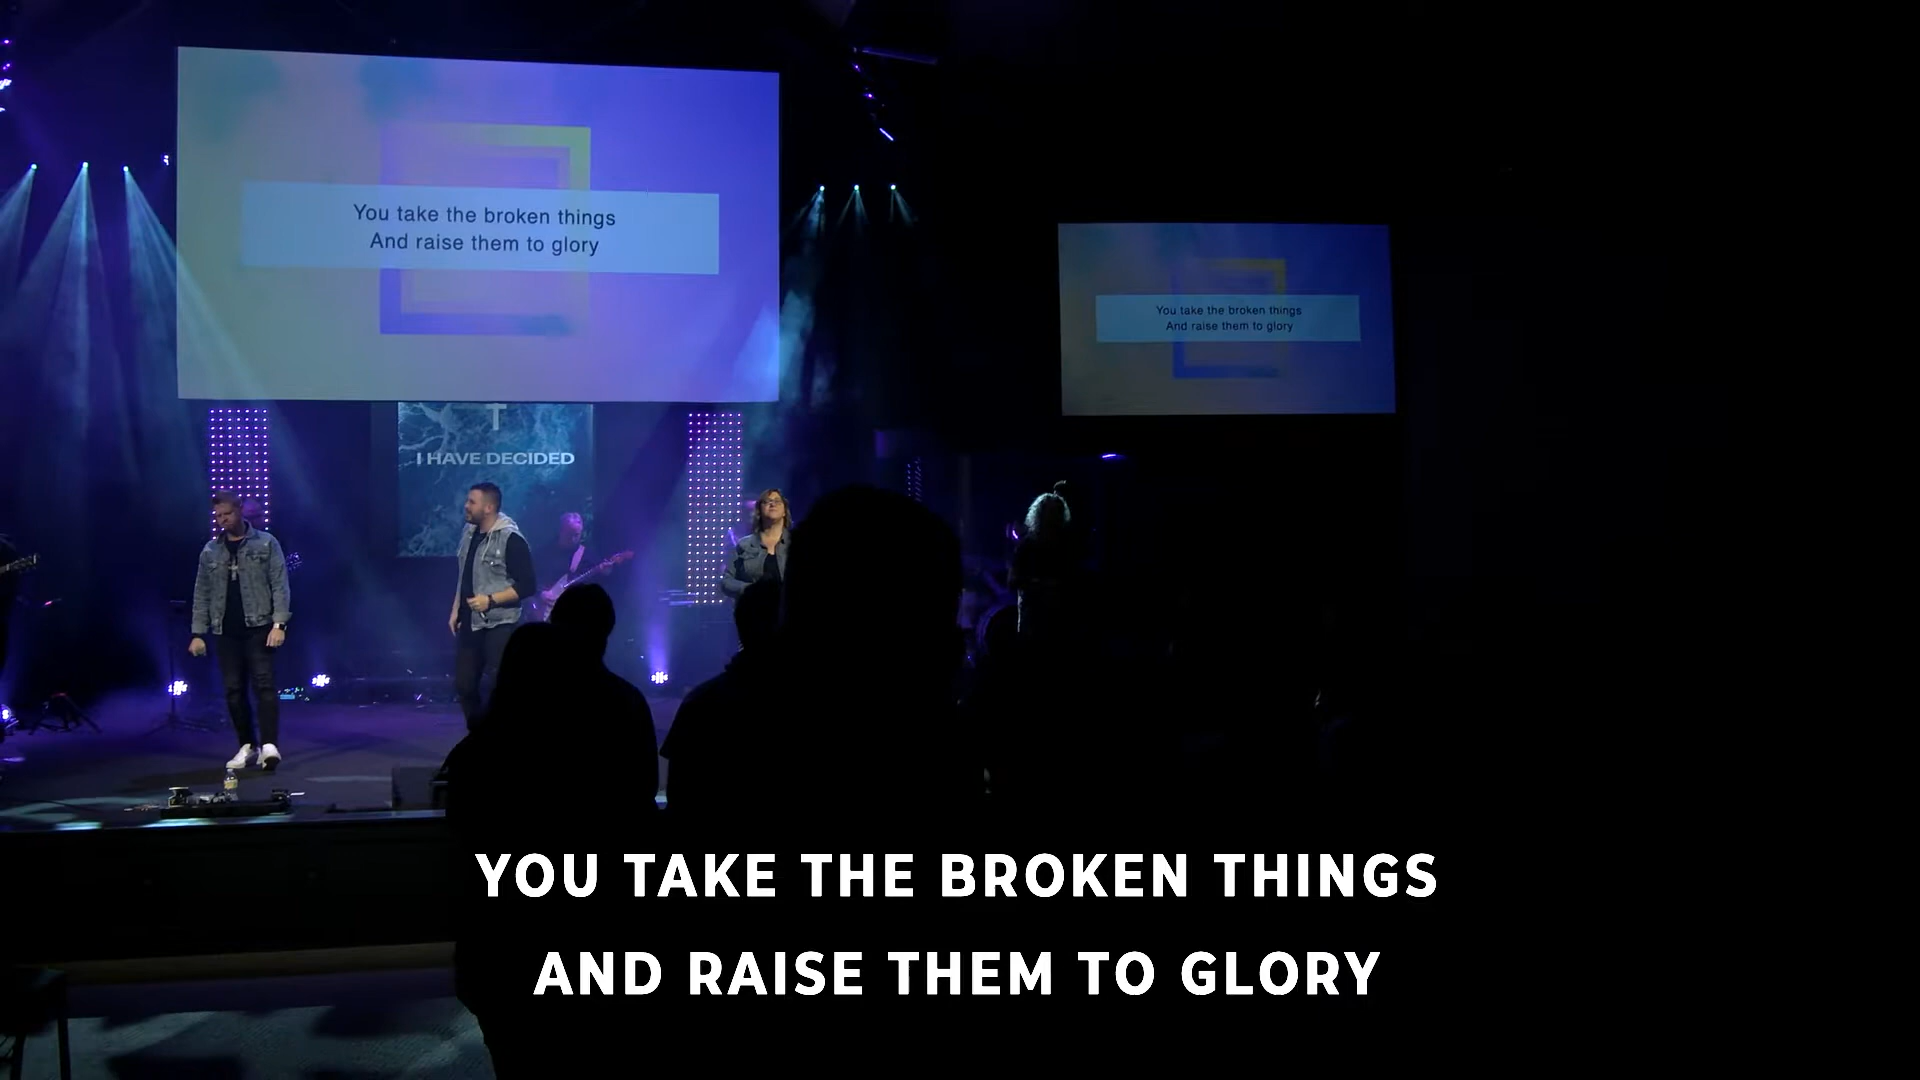 You take the broken things
And raise them to glory
You take the broken things
And raise them to glory
I HAVE DECIDED
YOU TAKE THE BROKEN THINGS
AND RAISE THEM TO GLORY